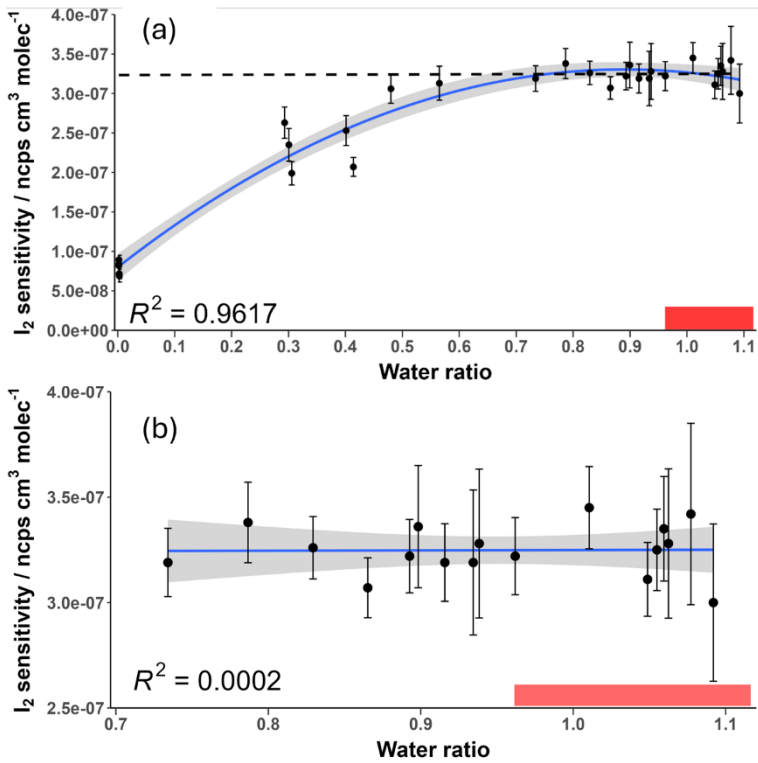 (a)
I₂ sensitivity / ncps cm³ molec⁻¹
4.0e-07
3.5e-07
3.0e-07
2.5e-07
2.0e-07
1.5e-07
1.0e-07
5.0e-08
0.0e+00
R² = 0.9617
0.0 0.1 0.2 0.3 0.4 0.5 0.6 0.7 0.8 0.9 1.0 1.1
Water ratio
(b)
I₂ sensitivity / ncps cm³ molec⁻¹
4.0e-07
3.5e-07
3.0e-07
2.5e-07
R² = 0.0002
0.7 0.8 0.9 1.0 1.1
Water ratio